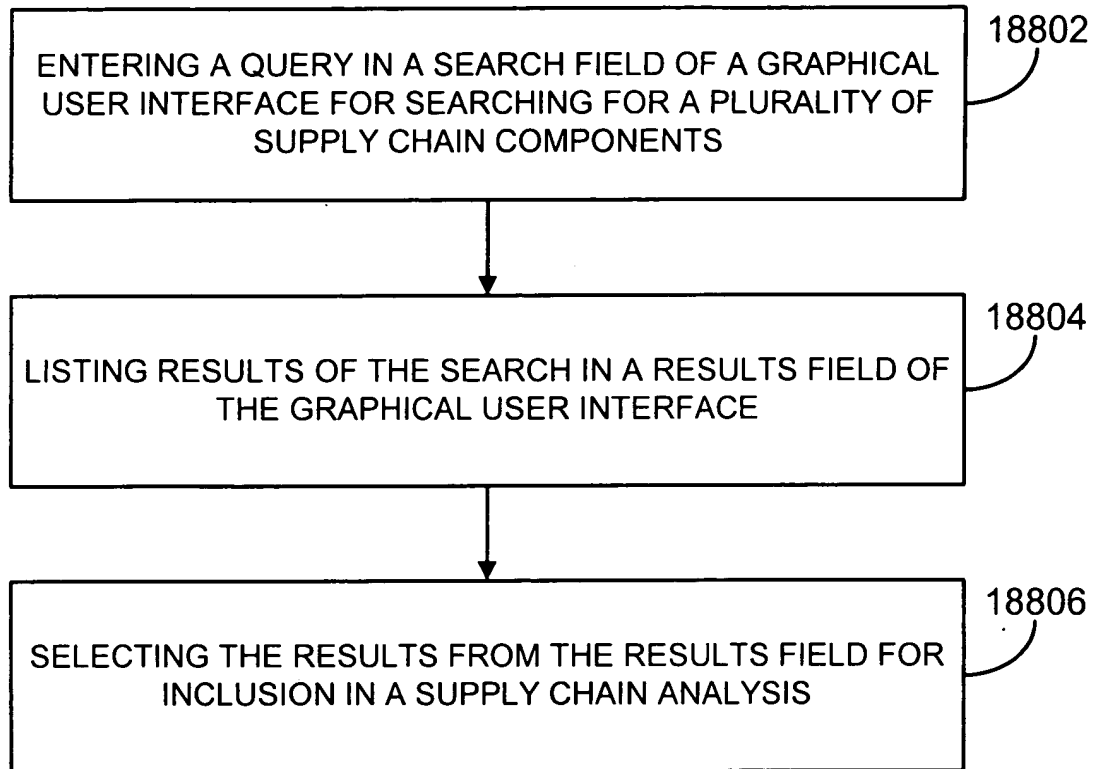 18802
ENTERING A QUERY IN A SEARCH FIELD OF A GRAPHICAL
USER INTERFACE FOR SEARCHING FOR A PLURALITY OF
SUPPLY CHAIN COMPONENTS
18804
LISTING RESULTS OF THE SEARCH IN A RESULTS FIELD OF
THE GRAPHICAL USER INTERFACE
18806
SELECTING THE RESULTS FROM THE RESULTS FIELD FOR
INCLUSION IN A SUPPLY CHAIN ANALYSIS